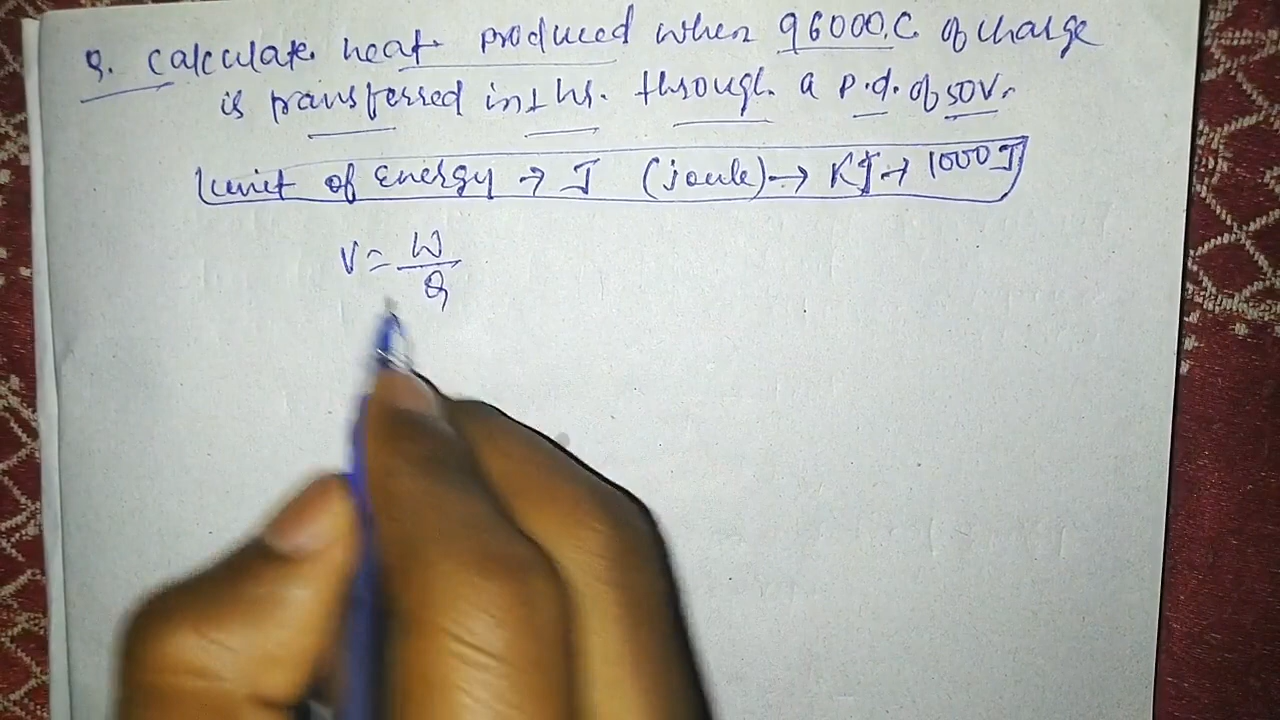 Q. Calculate heat produced when 96000.C of charge
is transferred in 1 hr. through a p.d. of 50V.
Unit of energy → J (joule) → KJ → 1000J
V = W
Q